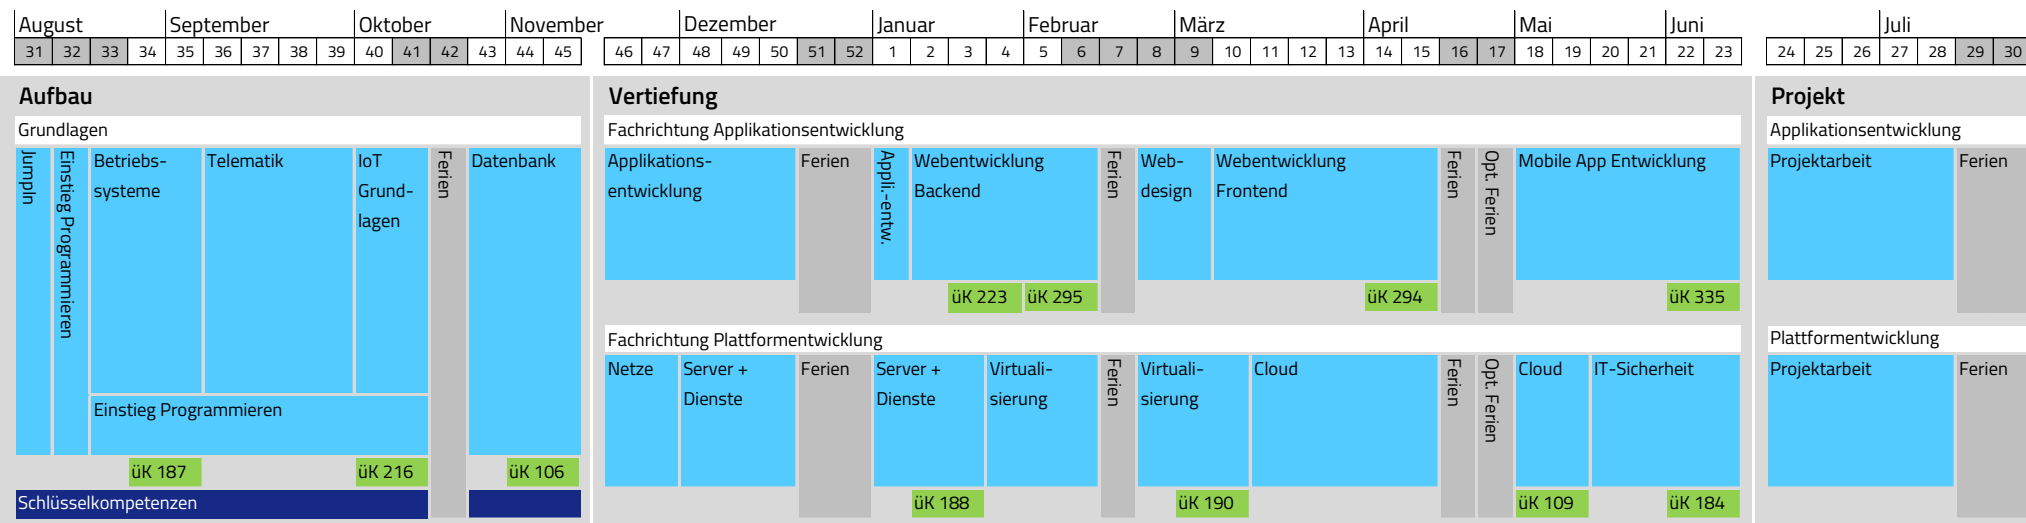 August September Oktober November Dezember Januar Februar März April Mai Juni Juli
31 32 33 34 35 36 37 38 39 40 41 42 43 44 45 46 47 48 49 50 51 52 1 2 3 4 5 6 7 8 9 10 11 12 13 14 15 16 17 18 19 20 21 22 23 24 25 26 27 28 29 30
Aufbau
Grundlagen
JumpIn
Einstieg Programmieren
Betriebs-
systeme
Telematik
IoT
Grund-
lagen
Ferien
Datenbank
Einstieg Programmieren
üK 187
üK 216
üK 106
Schlüsselkompetenzen
Vertiefung
Fachrichtung Applikationsentwicklung
Applikations-
entwicklung
Ferien
Appli.-entw.
Webentwicklung
Backend
Ferien
Web-
design
Webentwicklung
Frontend
Ferien
Opt. Ferien
Mobile App Entwicklung
üK 223
üK 295
üK 294
üK 335
Fachrichtung Plattformentwicklung
Netze
Server +
Dienste
Ferien
Server +
Dienste
Virtuali-
sierung
Ferien
Virtuali-
sierung
Cloud
Ferien
Opt. Ferien
Cloud
IT-Sicherheit
üK 188
üK 190
üK 109
üK 184
Projekt
Applikationsentwicklung
Projektarbeit
Ferien
Plattformentwicklung
Projektarbeit
Ferien